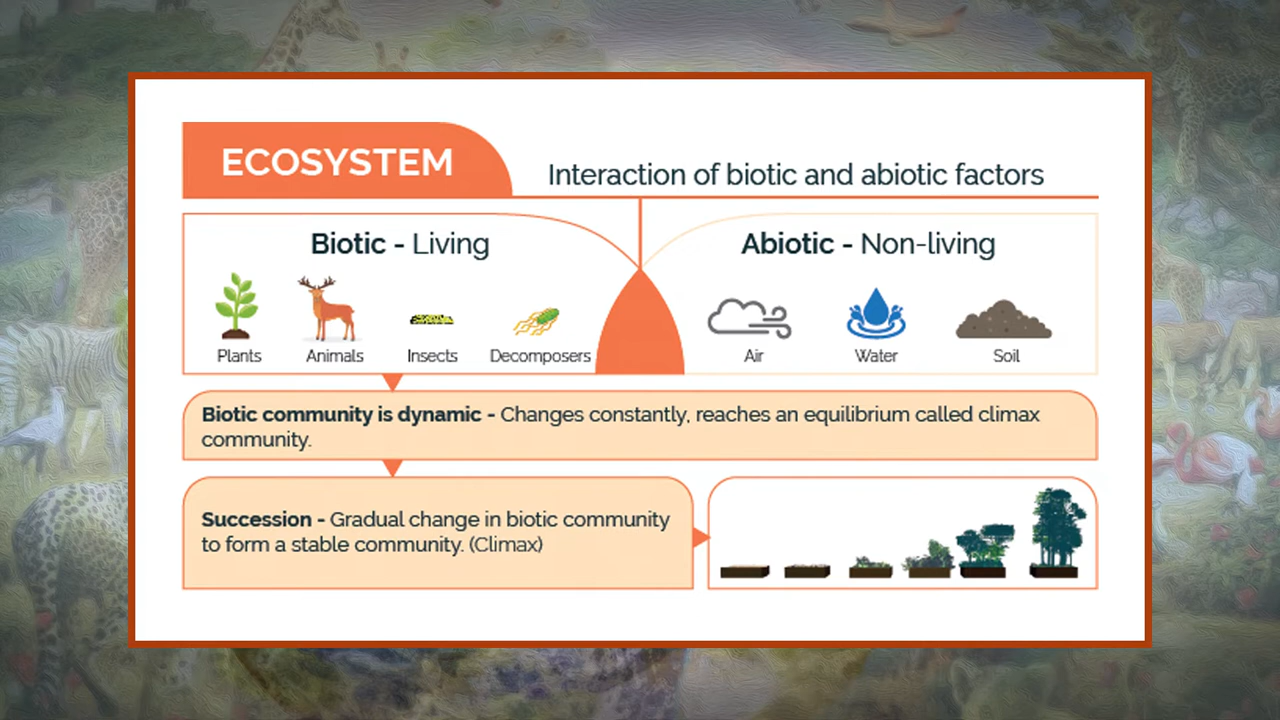 ECOSYSTEM
Interaction of biotic and abiotic factors
Biotic - Living
Plants
Animals
Insects
Decomposers
Abiotic - Non-living
Air
Water
Soil
Biotic community is dynamic - Changes constantly, reaches an equilibrium called climax
community.
Succession - Gradual change in biotic community
to form a stable community. (Climax)